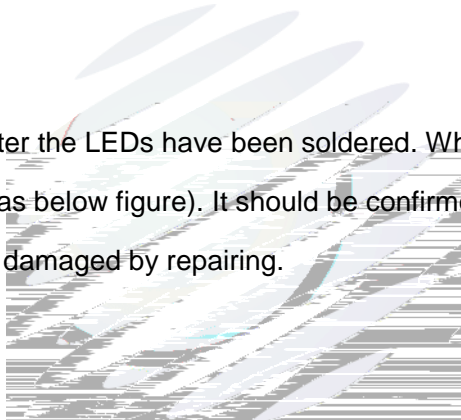 ter the LEDs have been soldered. Wh
as below figure). It should be confirme
damaged by repairing.